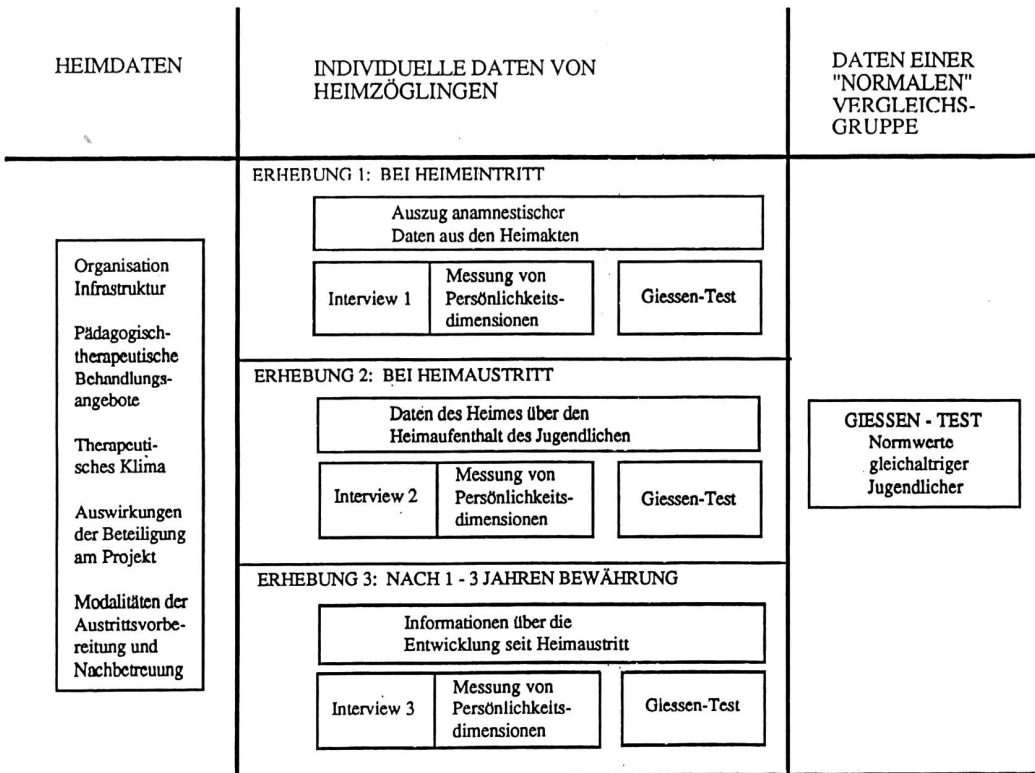 HEIMDATEN
INDIVIDUELLE DATEN VON
HEIMZÖGLINGEN
DATEN EINER
"NORMALEN"
VERGLEICHS-
GRUPPE
Organisation
Infrastruktur
Pädagogisch-
therapeutische
Behandlungs-
angebote
Therapeuti-
sches Klima
Auswirkungen
der Beteiligung
am Projekt
Modalitäten der
Austrittsvorbe-
reitung und
Nachbetreuung
ERHEBUNG 1: BEI HEIMEINTRITT
Auszug anamnestischer
Daten aus den Heimakten
Interview 1
Messung von
Persönlichkeits-
dimensionen
Giessen-Test
ERHEBUNG 2: BEI HEIMAUSTRITT
Daten des Heimes über den
Heimaufenthalt des Jugendlichen
Interview 2
Messung von
Persönlichkeits-
dimensionen
Giessen-Test
ERHEBUNG 3: NACH 1 - 3 JAHREN BEWÄHRUNG
Informationen über die
Entwicklung seit Heimaustritt
Interview 3
Messung von
Persönlichkeits-
dimensionen
Giessen-Test
GIESSEN - TEST
Normwerte
gleichaltriger
Jugendlicher